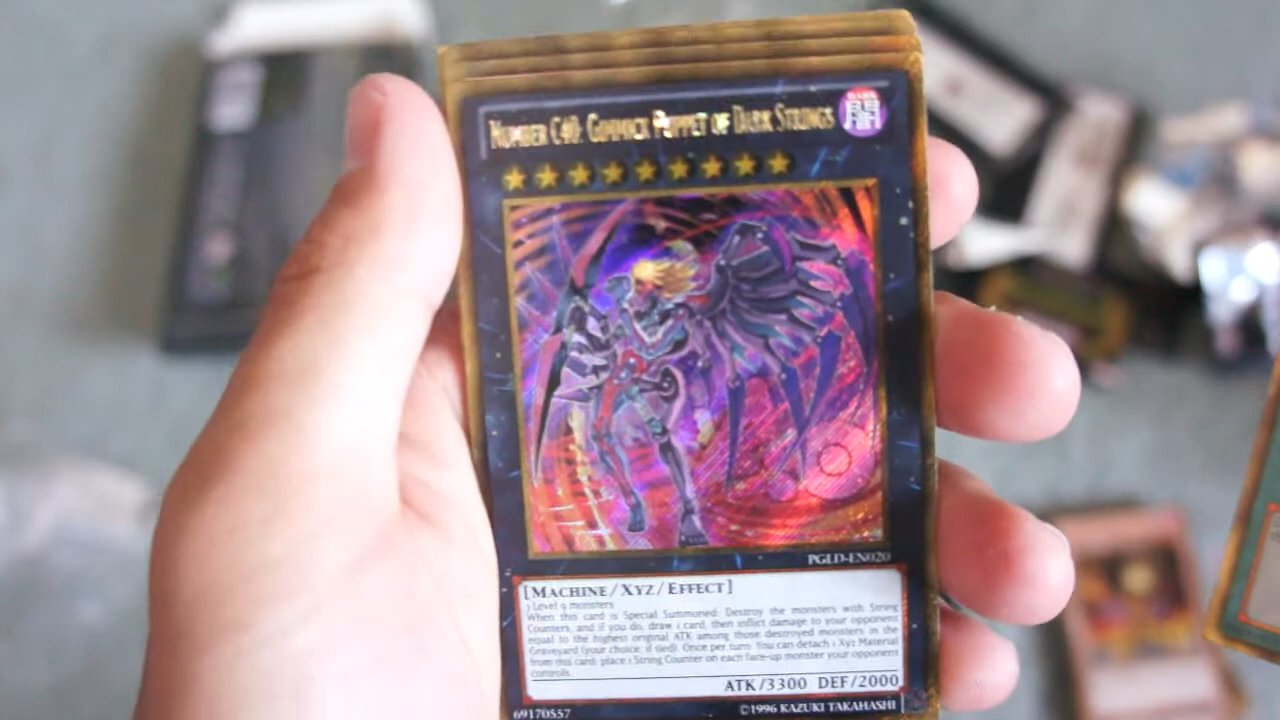 NUMBER C40: GIMMICK PUPPET OF DARK STRINGS
DARK
闇
PGLD-EN020
[MACHINE/XYZ/EFFECT]
3 Level 9 monsters
When this card is Special Summoned: Destroy the monsters with String
Counters, and if you do, draw 1 card, then inflict damage to your opponent
equal to the highest original ATK among those destroyed monsters in the
Graveyard (your choice, if tied). Once per turn: You can detach 1 Xyz Material
from this card; place 1 String Counter on each face-up monster your opponent
controls.
ATK/3300 DEF/2000
69170557
©1996 KAZUKI TAKAHASHI